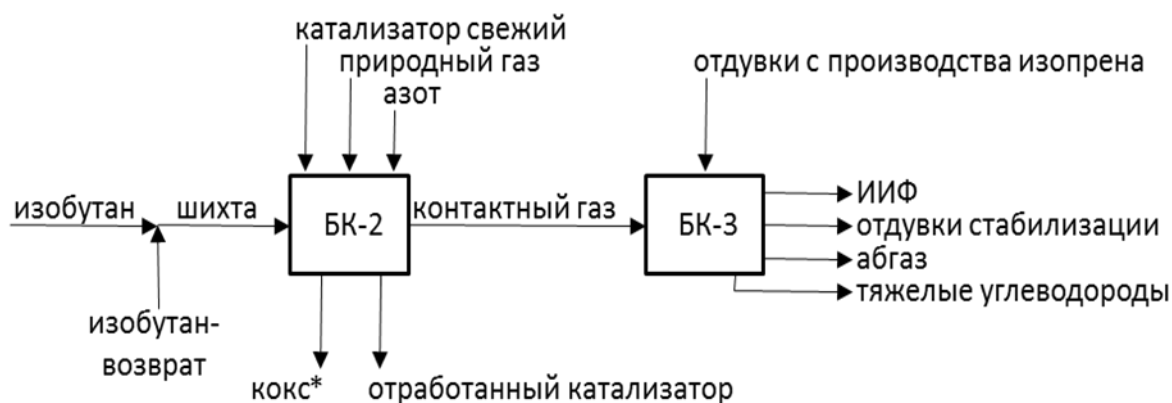 катализатор свежий
природный газ
азот
отдувки с производства изопрена
изобутан
шихта
БК-2
контактный газ
БК-3
ИИФ
отдувки стабилизации
абгаз
тяжелые углеводороды
изобутан-
возврат
кокс*
отработанный катализатор